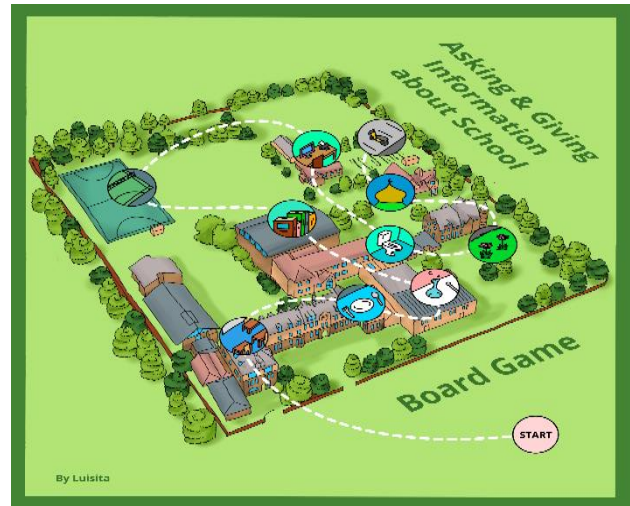 Asking & Giving
Information
about School
Board Game
START
By Luisita